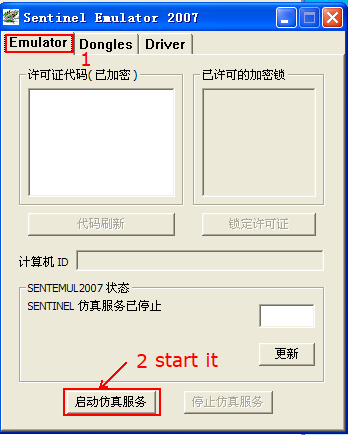 Sentinel Emulator 2007
Emulator Dongles Driver
1
许可证代码(已加密) 已许可的加密锁
代码刷新 锁定许可证
计算机 ID
SENTEMUL2007 状态
SENTINEL 仿真服务已停止
更新
2 start it
启动仿真服务 停止仿真服务